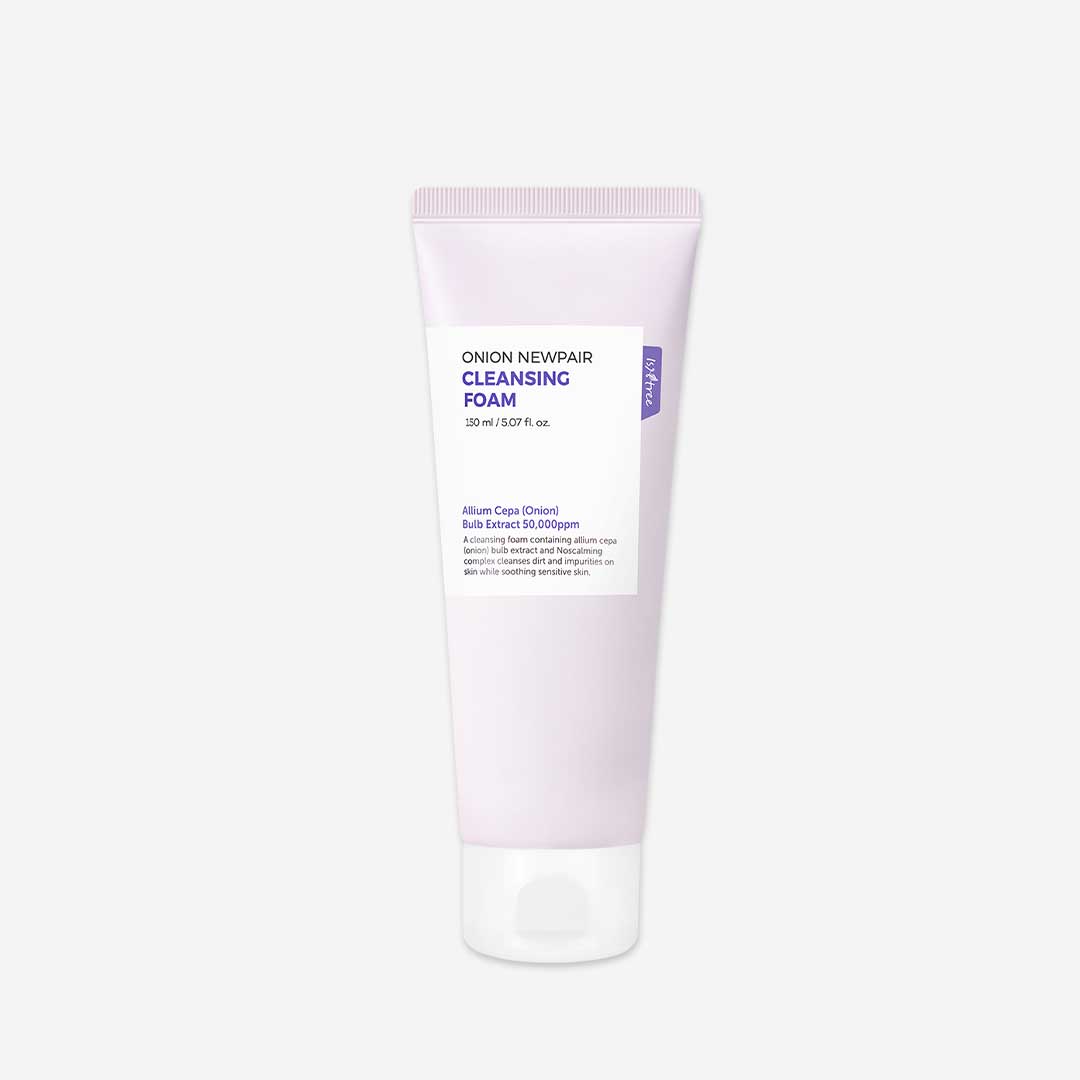 ONION NEWPAIR
CLEANSING
FOAM
150 ml / 5.07 fl. oz.
Isntree
Allium Cepa (Onion)
Bulb Extract 50,000ppm
A cleansing foam containing allium cepa
(onion) bulb extract and Noscalming
complex cleanses dirt and impurities on
skin while soothing sensitive skin.